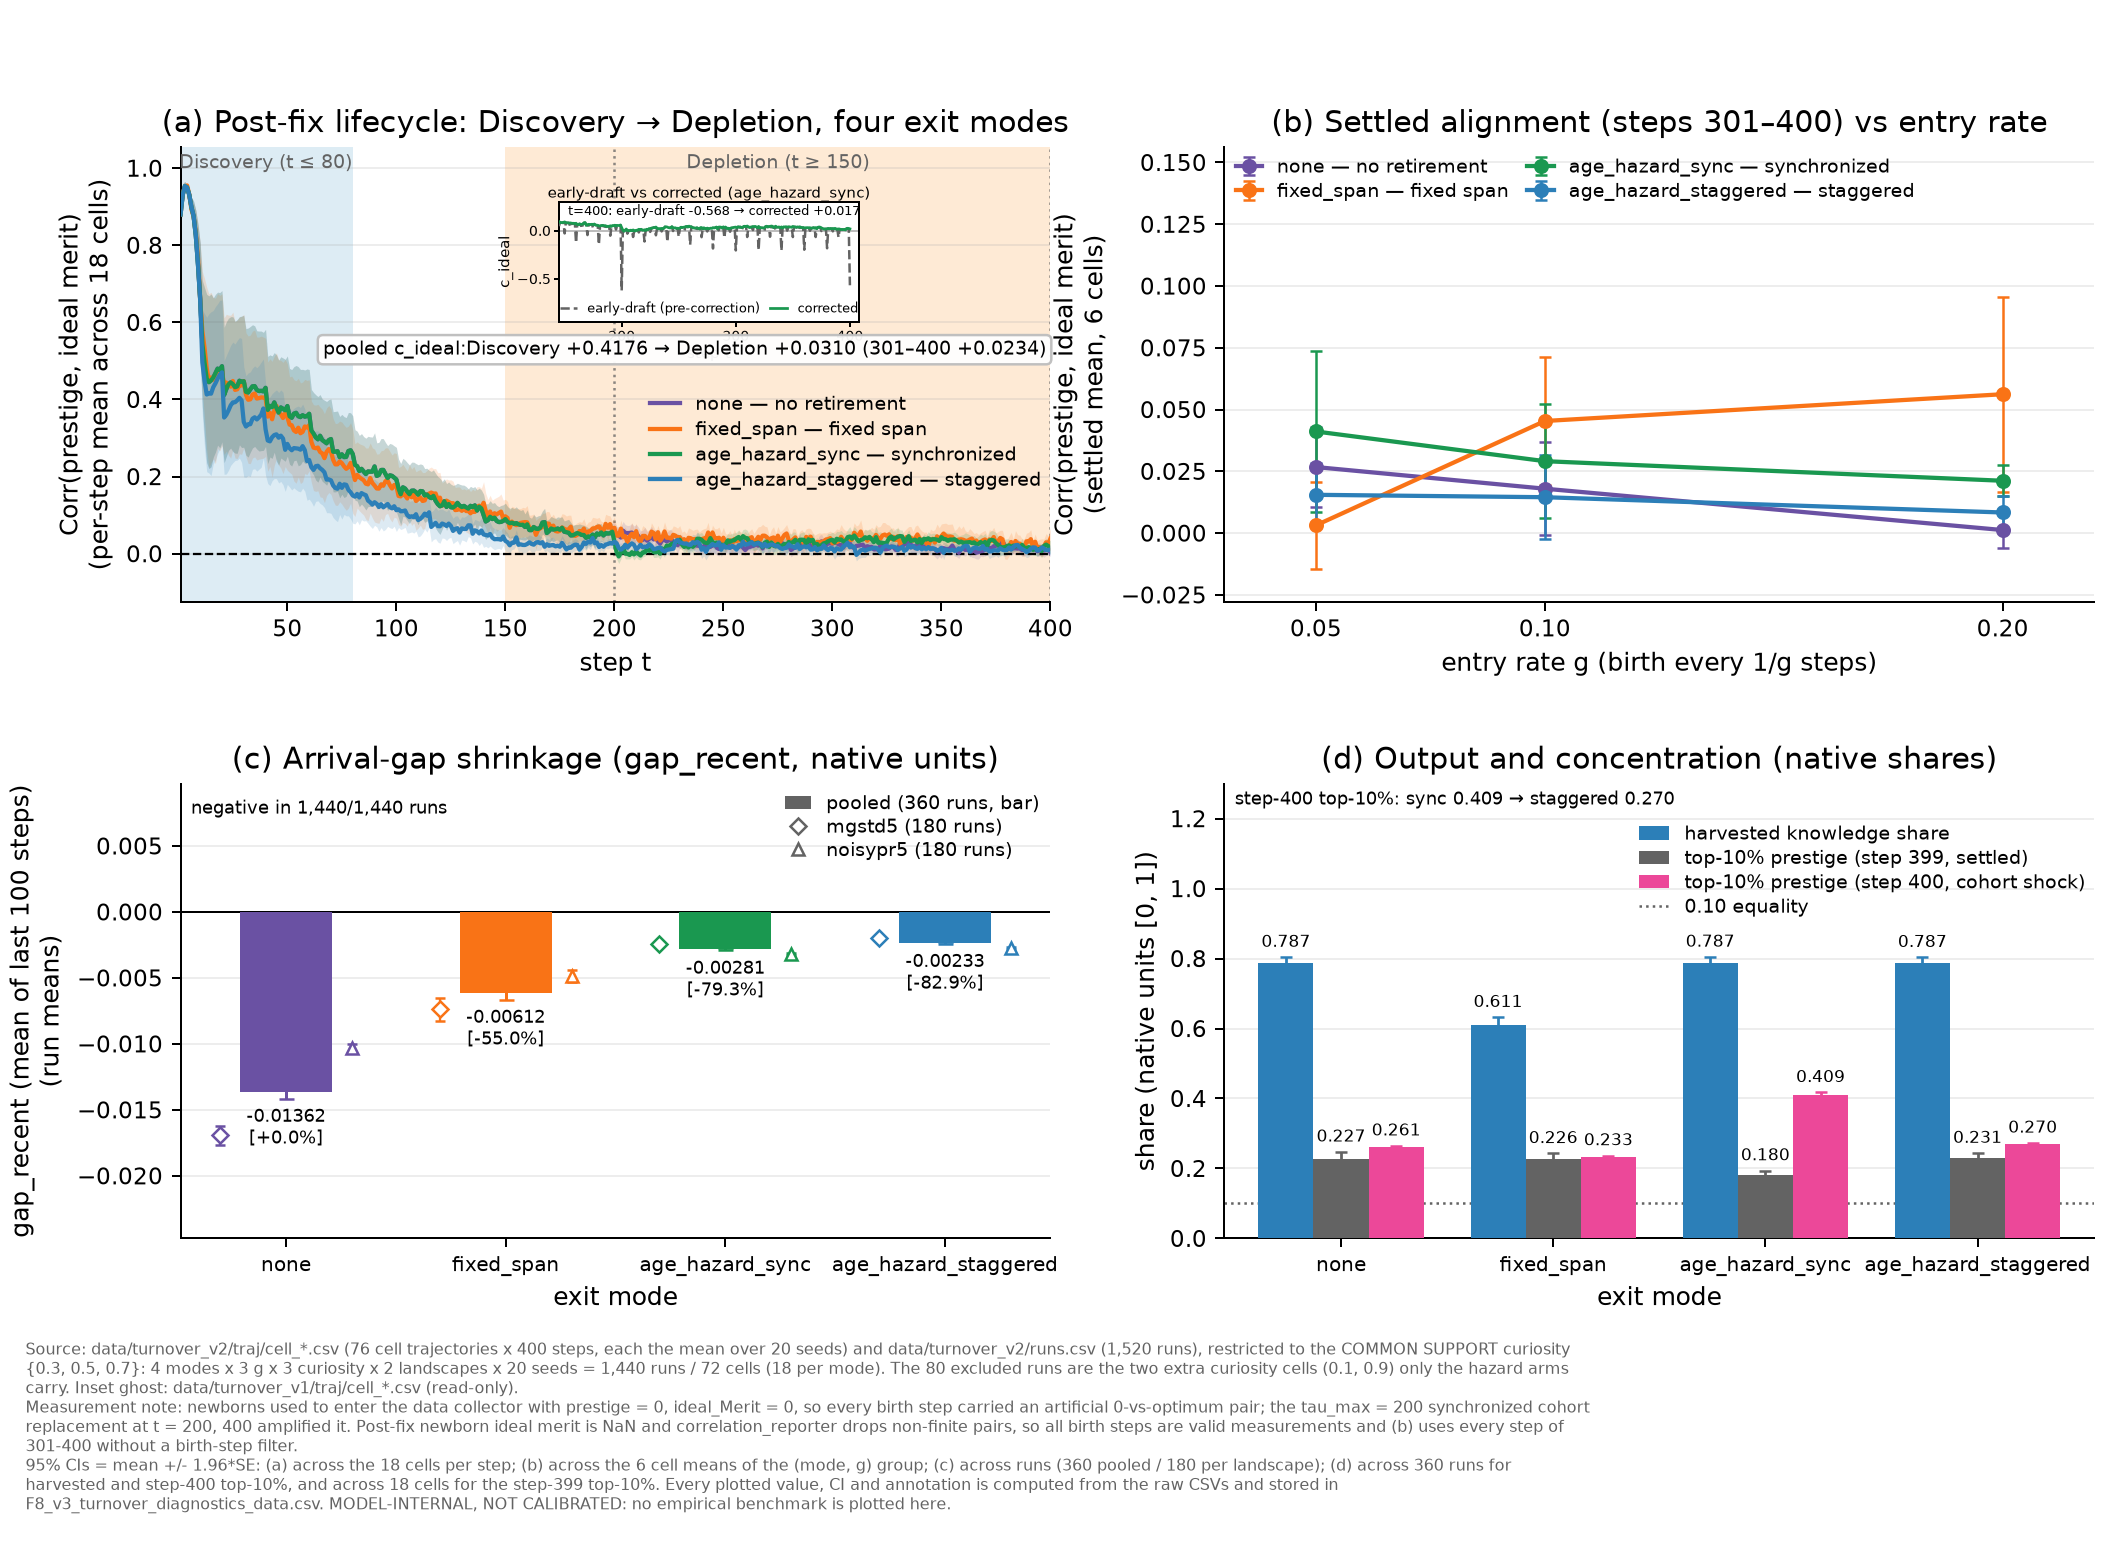 (a) Post-fix lifecycle: Discovery → Depletion, four exit modes
Corr(prestige, ideal merit)
(per-step mean across 18 cells)
1.0
0.8
0.6
0.4
0.2
0.0
Discovery (t ≤ 80)
Depletion (t ≥ 150)
early-draft vs corrected (age_hazard_sync)
t=400: early-draft -0.568 → corrected +0.017
c_ideal
0.0
−0.5
early-draft (pre-correction)
corrected
200
300
400
pooled c_ideal:Discovery +0.4176 → Depletion +0.0310 (301–400 +0.0234)
none — no retirement
fixed_span — fixed span
age_hazard_sync — synchronized
age_hazard_staggered — staggered
50
100
150
200
250
300
350
400
step t
(b) Settled alignment (steps 301–400) vs entry rate
Corr(prestige, ideal merit)
(settled mean, 6 cells)
0.150
0.125
0.100
0.075
0.050
0.025
0.000
−0.025
none — no retirement
fixed_span — fixed span
age_hazard_sync — synchronized
age_hazard_staggered — staggered
0.05
0.10
0.20
entry rate g (birth every 1/g steps)
(c) Arrival-gap shrinkage (gap_recent, native units)
gap_recent (mean of last 100 steps)
(run means)
0.005
0.000
−0.005
−0.010
−0.015
−0.020
negative in 1,440/1,440 runs
pooled (360 runs, bar)
mgstd5 (180 runs)
noisypr5 (180 runs)
-0.01362
[+0.0%]
-0.00612
[-55.0%]
-0.00281
[-79.3%]
-0.00233
[-82.9%]
none
fixed_span
age_hazard_sync
age_hazard_staggered
exit mode
(d) Output and concentration (native shares)
share (native units [0, 1])
1.2
1.0
0.8
0.6
0.4
0.2
0.0
step-400 top-10%: sync 0.409 → staggered 0.270
harvested knowledge share
top-10% prestige (step 399, settled)
top-10% prestige (step 400, cohort shock)
0.10 equality
0.787
0.227
0.261
0.611
0.226
0.233
0.787
0.180
0.409
0.787
0.231
0.270
none
fixed_span
age_hazard_sync
age_hazard_staggered
exit mode
Source: data/turnover_v2/traj/cell_*.csv (76 cell trajectories x 400 steps, each the mean over 20 seeds) and data/turnover_v2/runs.csv (1,520 runs), restricted to the COMMON SUPPORT curiosity
{0.3, 0.5, 0.7}: 4 modes x 3 g x 3 curiosity x 2 landscapes x 20 seeds = 1,440 runs / 72 cells (18 per mode). The 80 excluded runs are the two extra curiosity cells (0.1, 0.9) only the hazard arms
carry. Inset ghost: data/turnover_v1/traj/cell_*.csv (read-only).
Measurement note: newborns used to enter the data collector with prestige = 0, ideal_Merit = 0, so every birth step carried an artificial 0-vs-optimum pair; the tau_max = 200 synchronized cohort
replacement at t = 200, 400 amplified it. Post-fix newborn ideal merit is NaN and correlation_reporter drops non-finite pairs, so all birth steps are valid measurements and (b) uses every step of
301-400 without a birth-step filter.
95% CIs = mean +/- 1.96*SE: (a) across the 18 cells per step; (b) across the 6 cell means of the (mode, g) group; (c) across runs (360 pooled / 180 per landscape); (d) across 360 runs for
harvested and step-400 top-10%, and across 18 cells for the step-399 top-10%. Every plotted value, CI and annotation is computed from the raw CSVs and stored in
F8_v3_turnover_diagnostics_data.csv. MODEL-INTERNAL, NOT CALIBRATED: no empirical benchmark is plotted here.